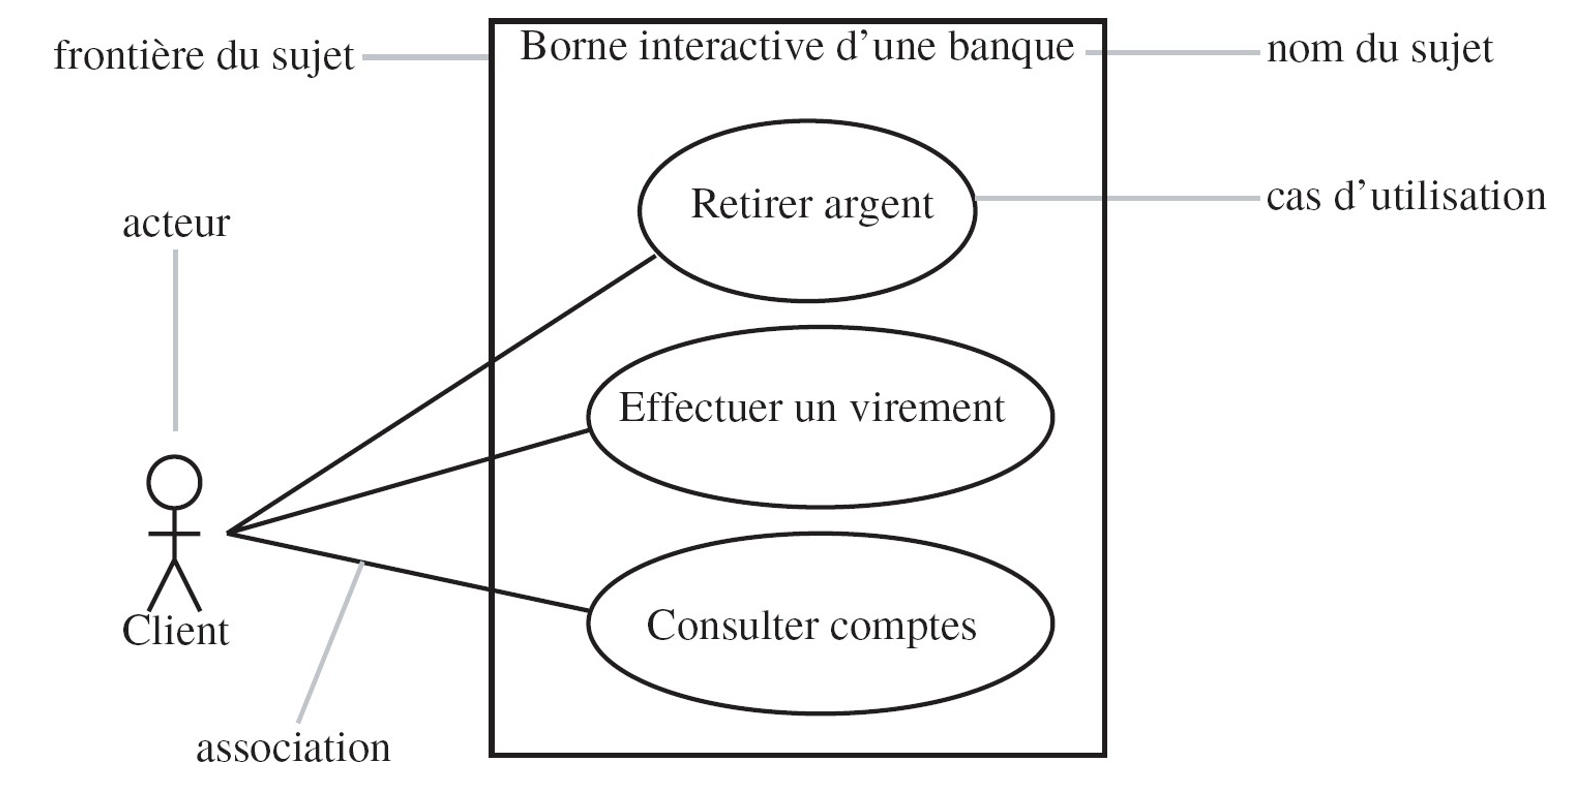 frontière du sujet
Borne interactive d'une banque
nom du sujet
Retirer argent
cas d'utilisation
acteur
Effectuer un virement
Client
Consulter comptes
association